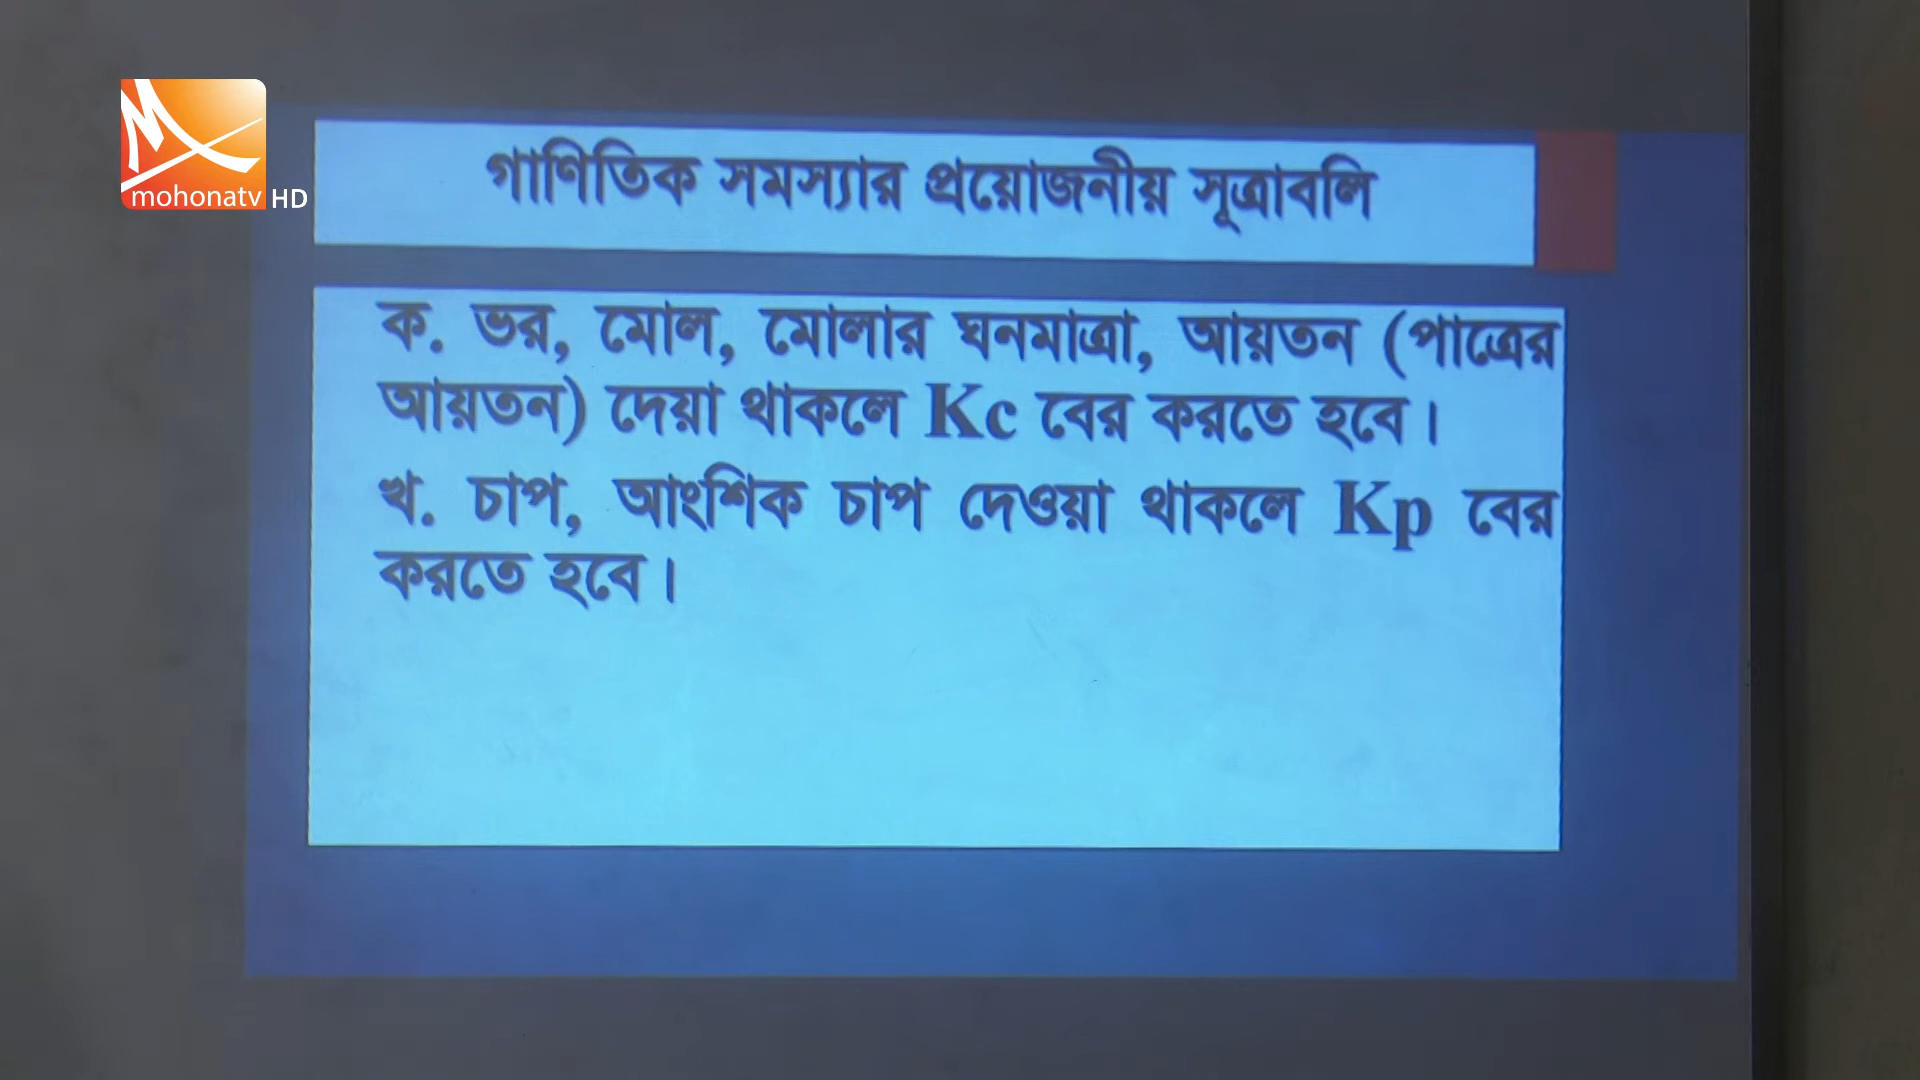 mohonatv HD
গাণিতিক সমস্যার প্রয়োজনীয় সূত্রাবলি
ক. ভর, মোল, মোলার ঘনমাত্রা, আয়তন (পাত্রের
আয়তন) দেয়া থাকলে Kc বের করতে হবে।
খ. চাপ, আংশিক চাপ দেওয়া থাকলে Kp বের
করতে হবে।